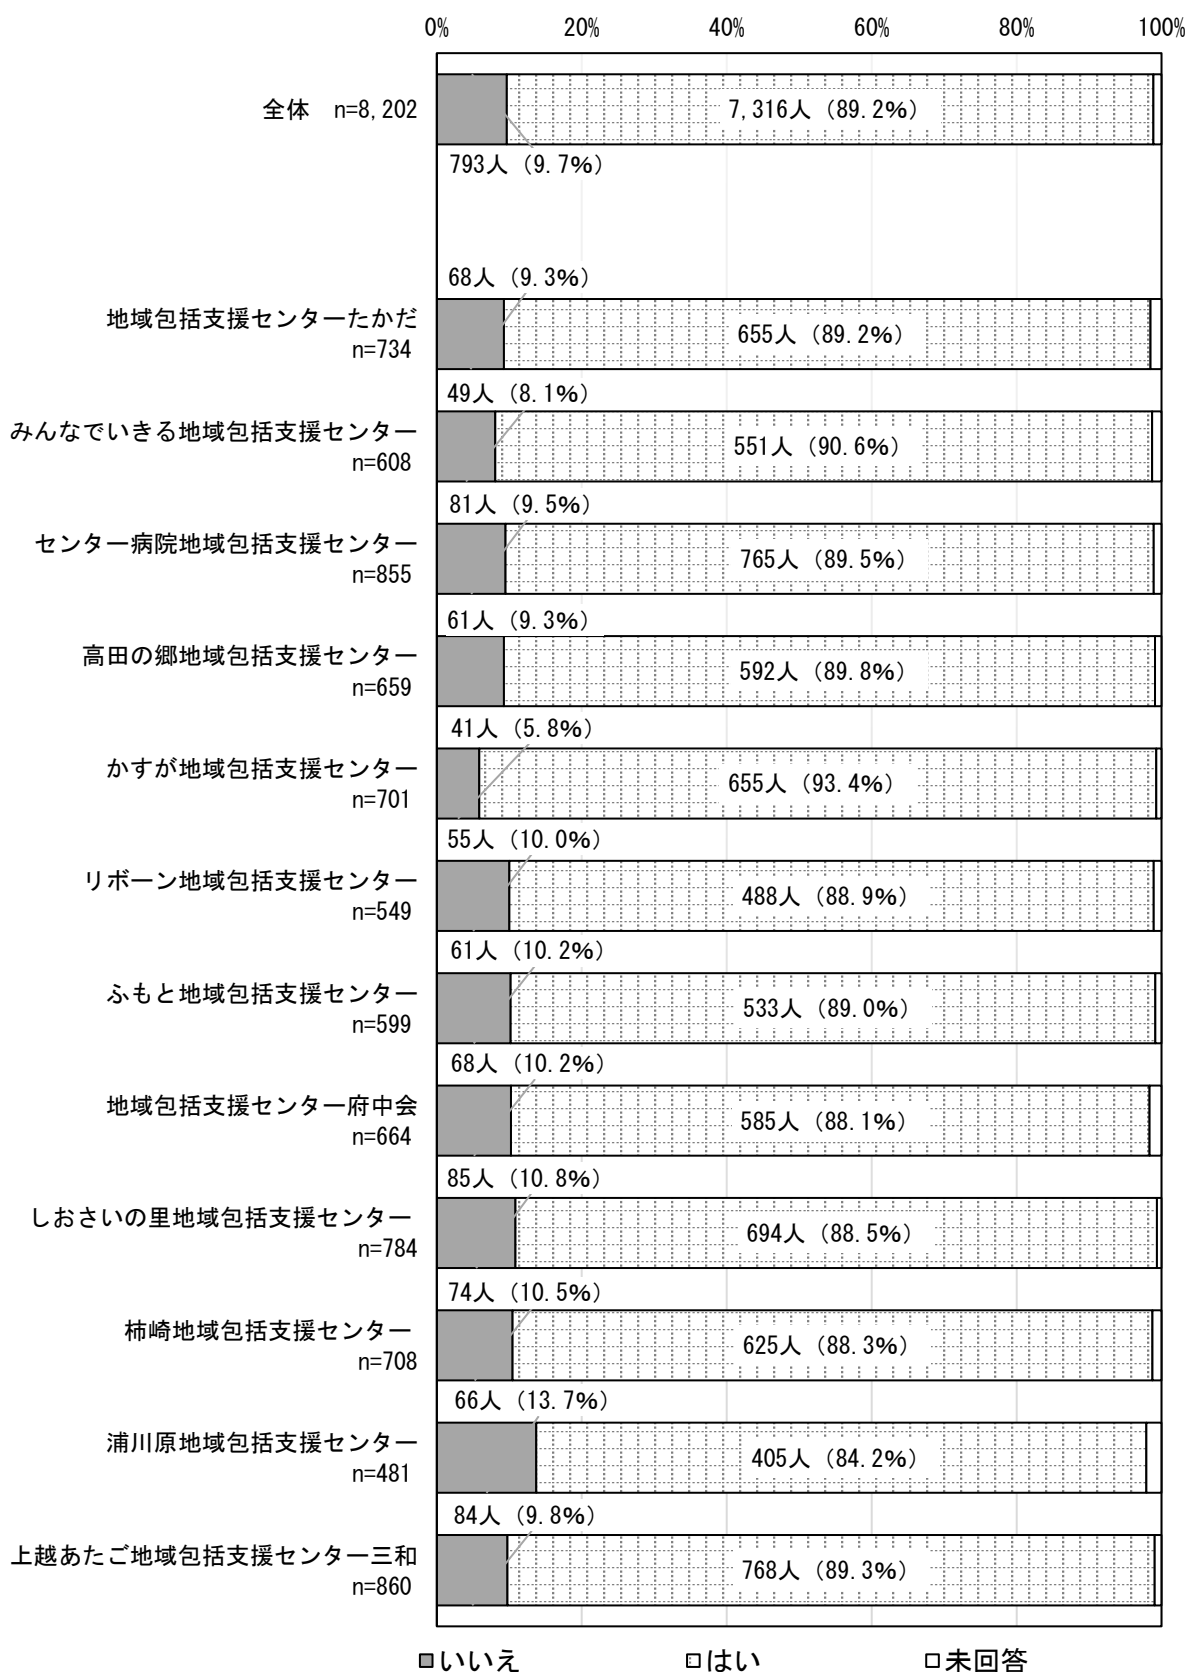 0% 20% 40% 60% 80% 100%
全体　n=8,202
7,316人（89.2%）
793人（9.7%）
68人（9.3%）
地域包括支援センターたかだ
n=734
655人（89.2%）
49人（8.1%）
みんなでいきる地域包括支援センター
n=608
551人（90.6%）
81人（9.5%）
センター病院地域包括支援センター
n=855
765人（89.5%）
61人（9.3%）
高田の郷地域包括支援センター
n=659
592人（89.8%）
41人（5.8%）
かすが地域包括支援センター
n=701
655人（93.4%）
55人（10.0%）
リボーン地域包括支援センター
n=549
488人（88.9%）
61人（10.2%）
ふもと地域包括支援センター
n=599
533人（89.0%）
68人（10.2%）
地域包括支援センター府中会
n=664
585人（88.1%）
85人（10.8%）
しおさいの里地域包括支援センター
n=784
694人（88.5%）
74人（10.5%）
柿崎地域包括支援センター
n=708
625人（88.3%）
66人（13.7%）
浦川原地域包括支援センター
n=481
405人（84.2%）
84人（9.8%）
上越あたご地域包括支援センター三和
n=860
768人（89.3%）
いいえ はい 未回答